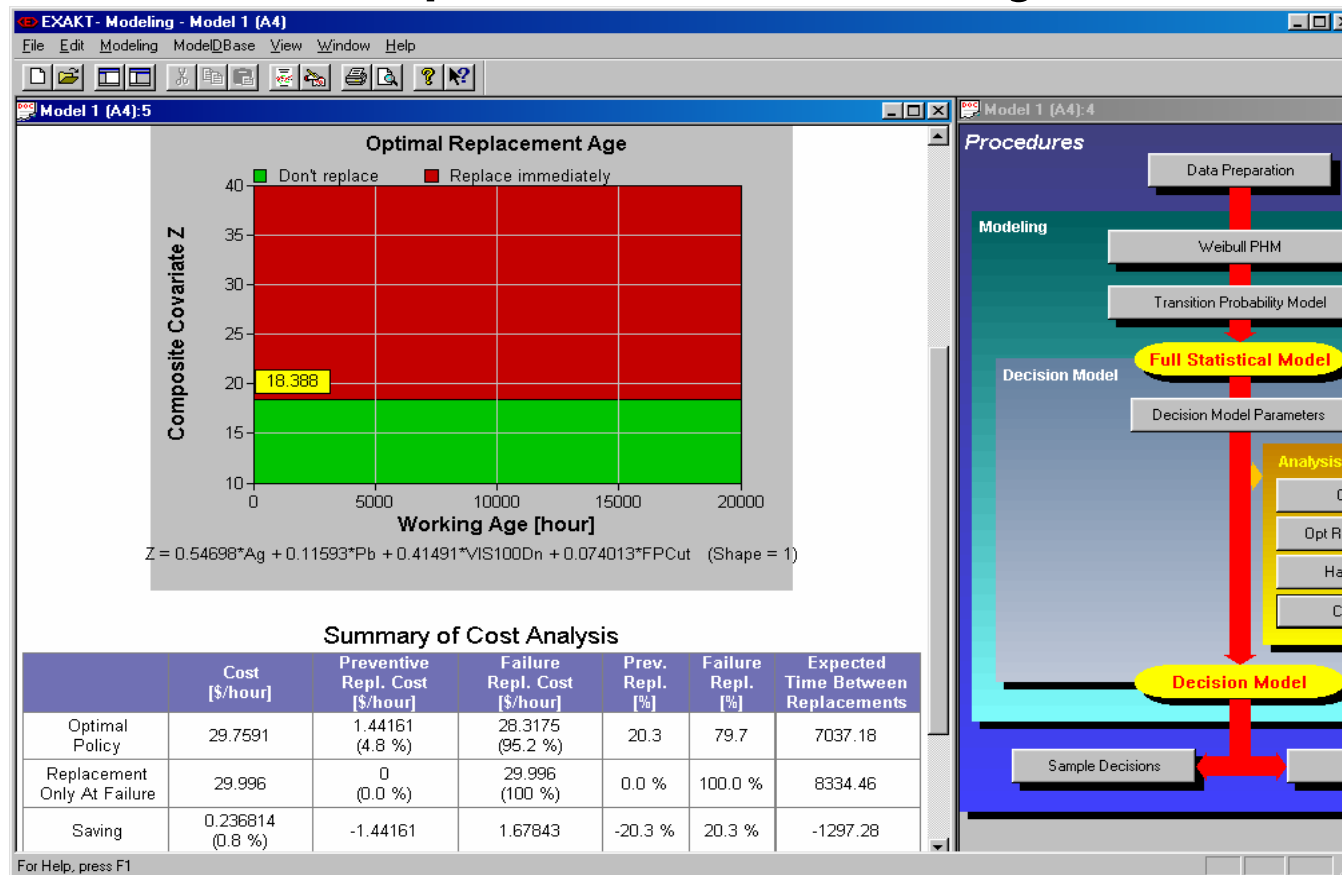 EXAKT- Modeling - Model 1 (A4)
File Edit Modeling ModelDBase View Window Help
Model 1 (A4):5
Optimal Replacement Age
Don't replace Replace immediately
Composite Covariate Z
40
35
30
25
20
15
10
18.388
0 5000 10000 15000 20000
Working Age [hour]
Z = 0.54698*Ag + 0.11593*Pb + 0.41491*VIS100Dn + 0.074013*FPCut (Shape = 1)
Summary of Cost Analysis
Cost [$/hour] Preventive Repl. Cost [$/hour] Failure Repl. Cost [$/hour] Prev. Repl. [%] Failure Repl. [%] Expected Time Between Replacements
Optimal Policy 29.7591 1.44161 (4.8 %) 28.3175 (95.2 %) 20.3 79.7 7037.18
Replacement Only At Failure 29.996 0 (0.0 %) 29.996 (100 %) 0.0 % 100.0 % 8334.46
Saving 0.236814 (0.8 %) -1.44161 1.67843 -20.3 % 20.3 % -1297.28
Model 1 (A4):4
Procedures
Data Preparation
Modeling
Weibull PHM
Transition Probability Model
Full Statistical Model
Decision Model
Decision Model Parameters
Analysis
Opt R
Ha
Decision Model
Sample Decisions
For Help, press F1